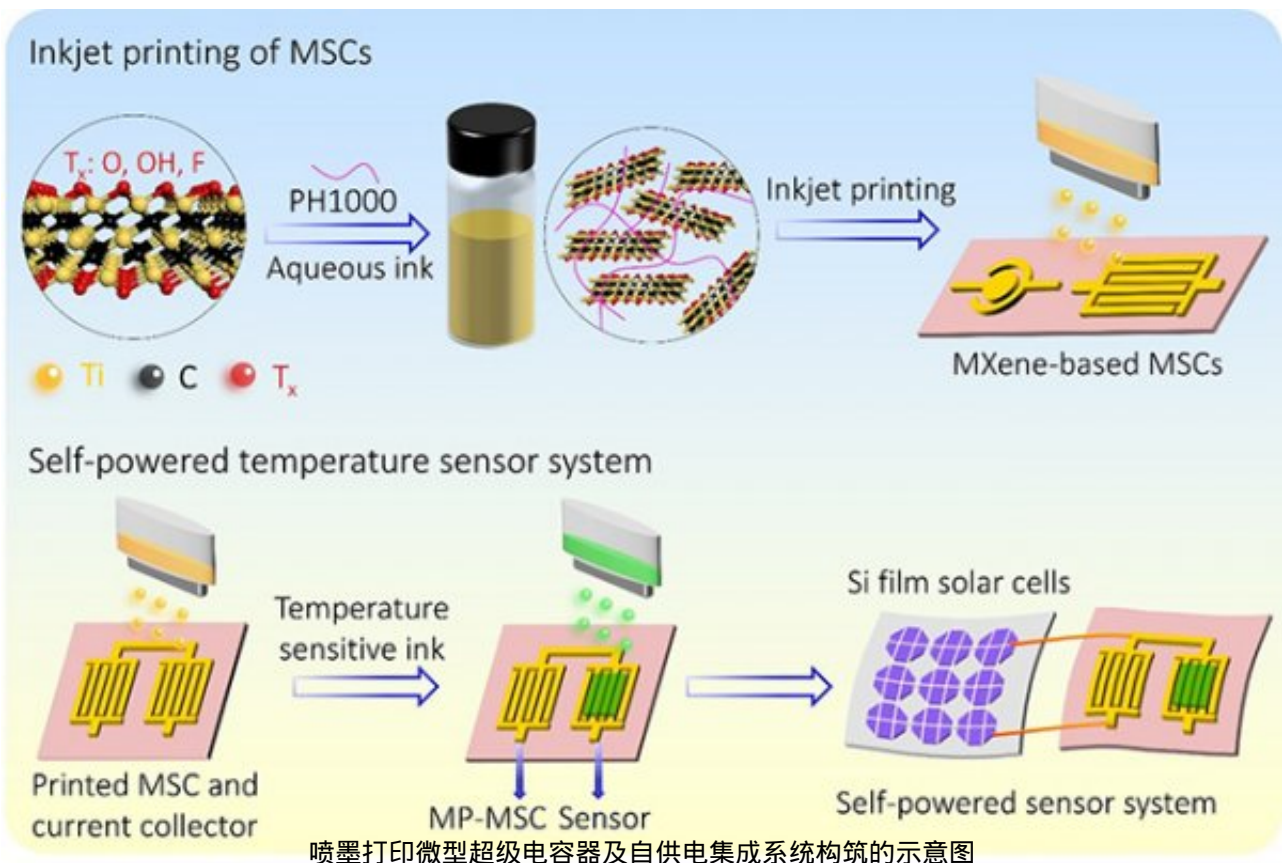 Inkjet printing of MSCs
Tx: O, OH, F
PH1000
Aqueous ink
Inkjet printing
MXene-based MSCs
Ti C Tx
Self-powered temperature sensor system
Temperature
sensitive ink
Si film solar cells
Printed MSC and
current collector
MP-MSC Sensor
Self-powered sensor system
喷墨打印微型超级电容器及自供电集成系统构筑的示意图